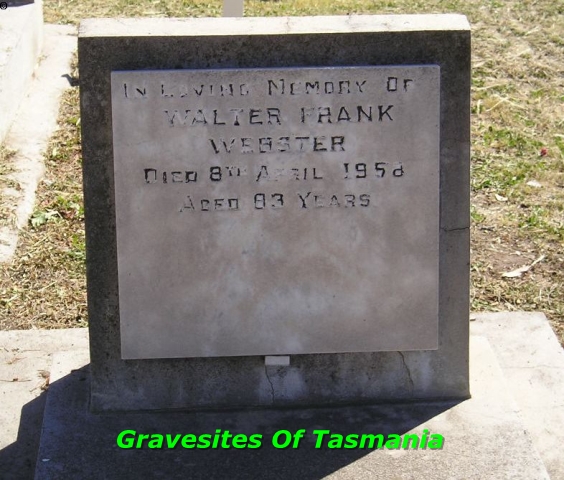 In Loving Memory Of
Walter Frank
Webster
Died 8th April 1958
Aged 83 Years
Gravesites Of Tasmania